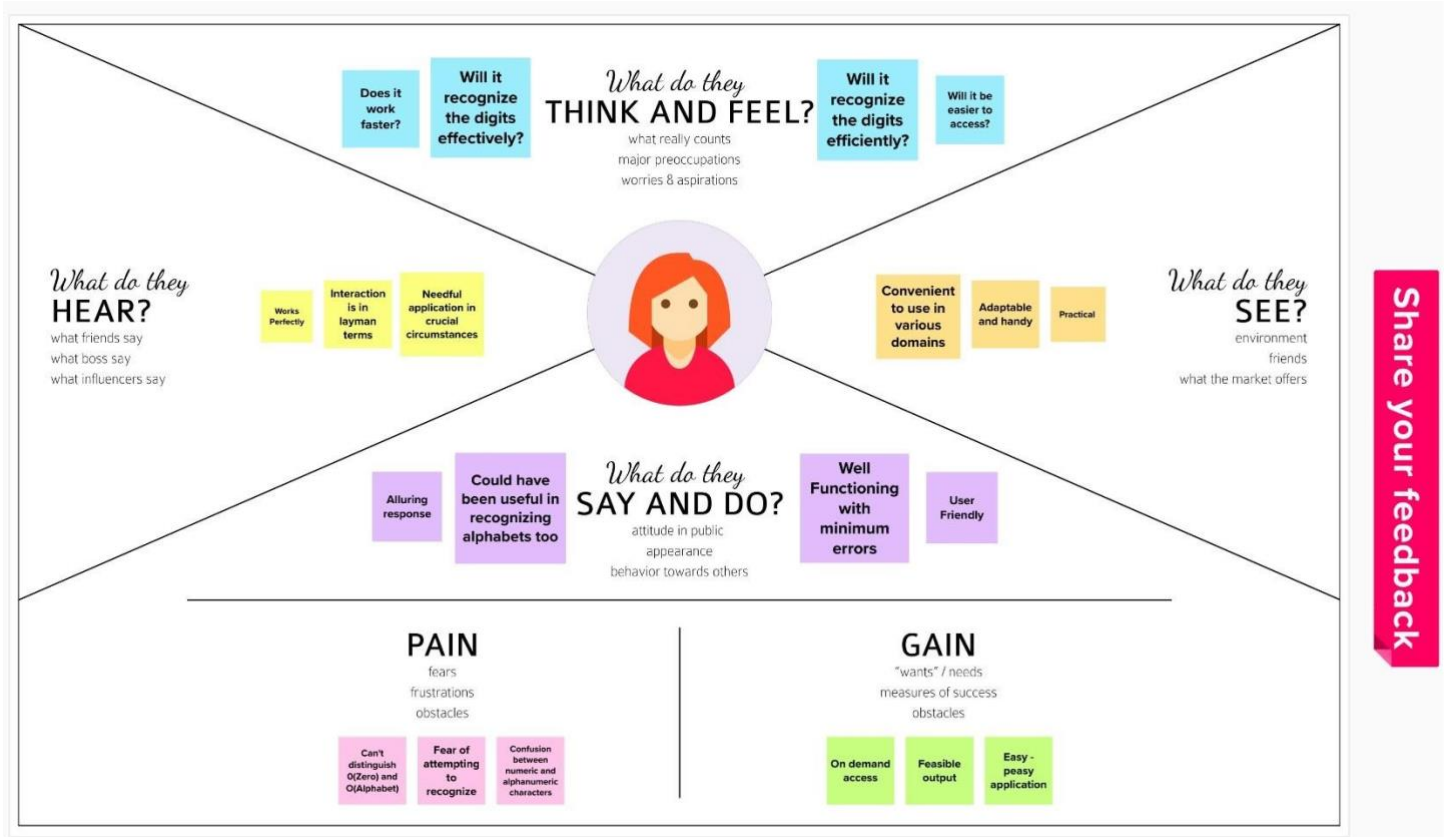 Does it
work
faster?
Will it
recognize
the digits
effectively?
What do they
THINK AND FEEL?
what really counts
major preoccupations
worries & aspirations
Will it
recognize
the digits
efficiently?
Will it be
easier to
access?
What do they
HEAR?
what friends say
what boss say
what influencers say
Works
Perfectly
Interaction
is in
layman
terms
Needful
application in
crucial
circumstances
Convenient
to use in
various
domains
Adaptable
and handy
Practical
What do they
SEE?
environment
friends
what the market offers
Alluring
response
Could have
been useful in
recognizing
alphabets too
What do they
SAY AND DO?
attitude in public
appearance
behavior towards others
Well
Functioning
with
minimum
errors
User
Friendly
PAIN
fears
frustrations
obstacles
Can't
distinguish
0(Zero) and
O(Alphabet)
Fear of
attempting
to
recognize
Confusion
between
numeric and
alphanumeric
characters
GAIN
"wants" / needs
measures of success
obstacles
On demand
access
Feasible
output
Easy -
peasy
application
Share your feedback